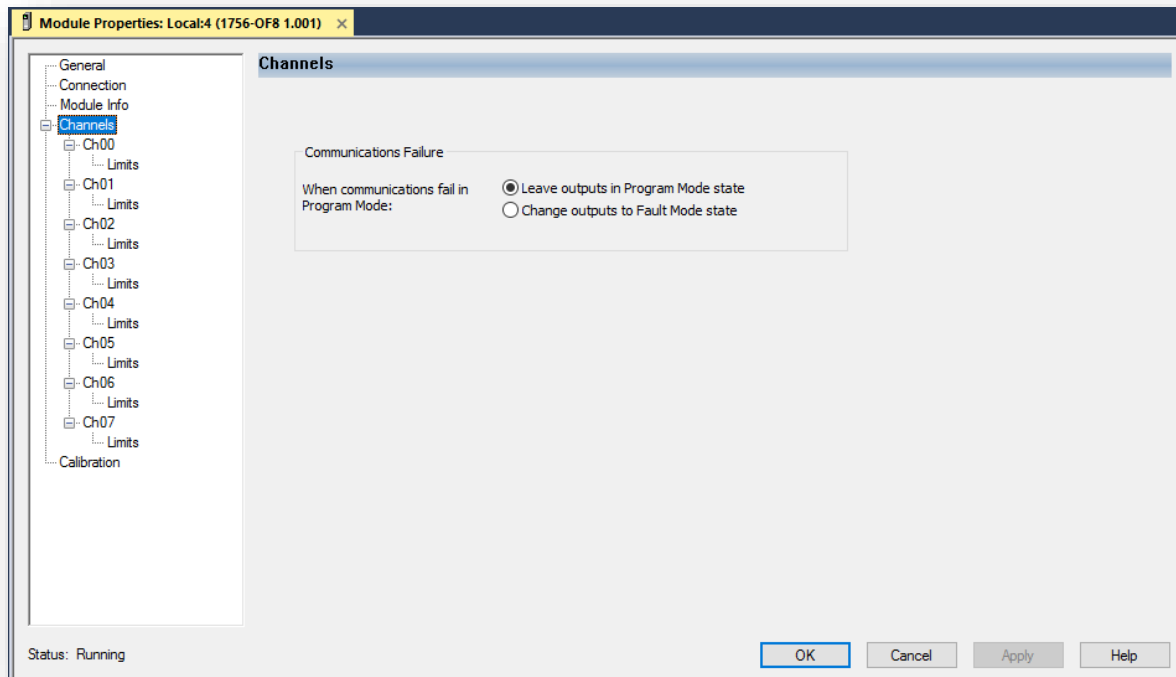 Module Properties: Local:4 (1756-OF8 1.001)
General
Connection
Module Info
Channels
Ch00
Limits
Ch01
Limits
Ch02
Limits
Ch03
Limits
Ch04
Limits
Ch05
Limits
Ch06
Limits
Ch07
Limits
Calibration
Channels
Communications Failure
When communications fail in
Program Mode:
Leave outputs in Program Mode state
Change outputs to Fault Mode state
Status: Running
OK
Cancel
Apply
Help